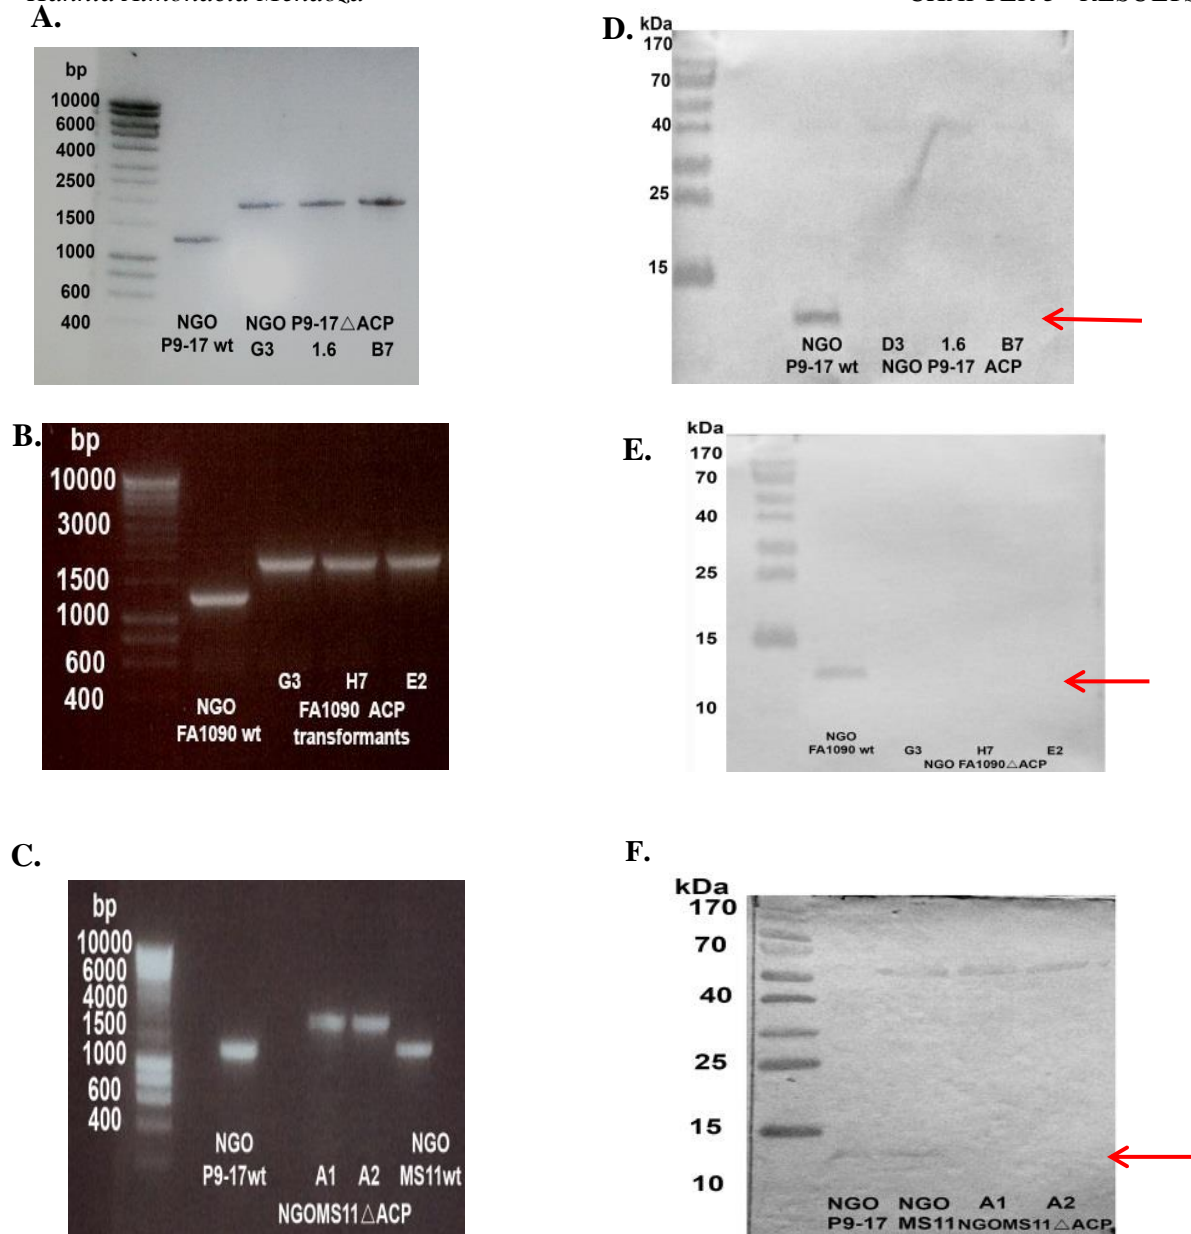 A.
bp
10000
6000
4000
2500
1500
1000
600
400
NGO
P9-17 wt
NGO P9-17△ACP
G3 1.6 B7
D.
kDa
170
70
40
25
15
NGO
P9-17 wt
D3 1.6 B7
NGO P9-17 ACP
B.
bp
10000
3000
1500
1000
600
400
NGO
FA1090 wt
G3 H7 E2
FA1090 ACP
transformants
E.
kDa
170
70
40
25
15
10
NGO
FA1090 wt
G3 H7 E2
NGO FA1090△ACP
C.
bp
10000
6000
4000
1500
1000
600
400
NGO
P9-17wt
A1 A2
NGOMS11△ACP
NGO
MS11wt
F.
kDa
170
70
40
25
15
10
NGO
P9-17
NGO
MS11
A1 A2
NGOMS11△ACP